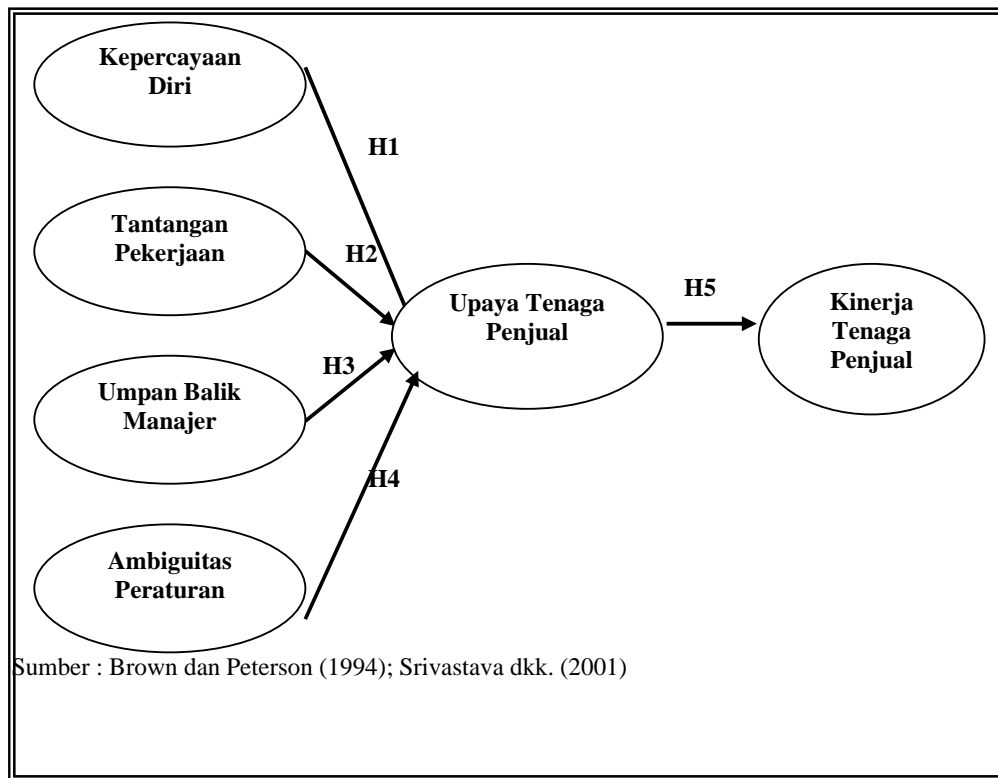 Kepercayaan
Diri
H1
Tantangan
Pekerjaan
H2
Upaya Tenaga
Penjual
H5
Kinerja
Tenaga
Penjual
Umpan Balik
Manajer
H3
H4
Ambiguitas
Peraturan
Sumber : Brown dan Peterson (1994); Srivastava dkk. (2001)